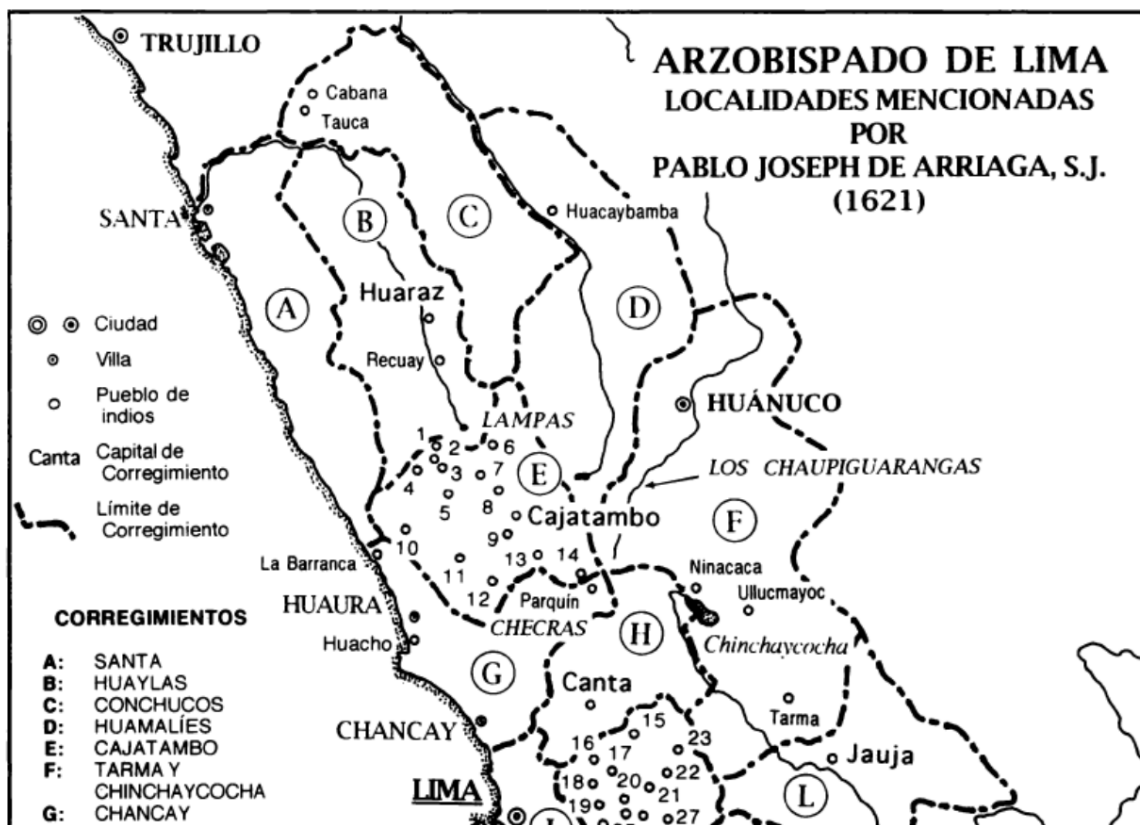 TRUJILLO
ARZOBISPADO DE LIMA
LOCALIDADES MENCIONADAS
POR
PABLO JOSEPH DE ARRIAGA, S.J.
(1621)
Cabana
Tauca
SANTA
B
C
Huacaybamba
A
Huaraz
D
Recuay
Ciudad
Villa
Pueblo de
indios
Canta
Capital de
Corregimiento
Límite de
Corregimiento
HUÁNUCO
LAMPAS
LOS CHAUPIGUARANGAS
1
2
3
4
5
6
7
8
E
Cajatambo
F
9
10
11
12
13
14
La Barranca
Ninacaca
Ullucmayoc
Parquín
HUAURA
CHECRAS
H
Chinchaycocha
Huacho
G
CORREGIMIENTOS
A: SANTA
B: HUAYLAS
C: CONCHUCOS
D: HUAMALÍES
E: CAJATAMBO
F: TARMA Y
CHINCHAYCOCHA
G: CHANCAY
Canta
Tarma
CHANCAY
15
16
17
23
Jauja
18
20
22
21
19
27
LIMA
L